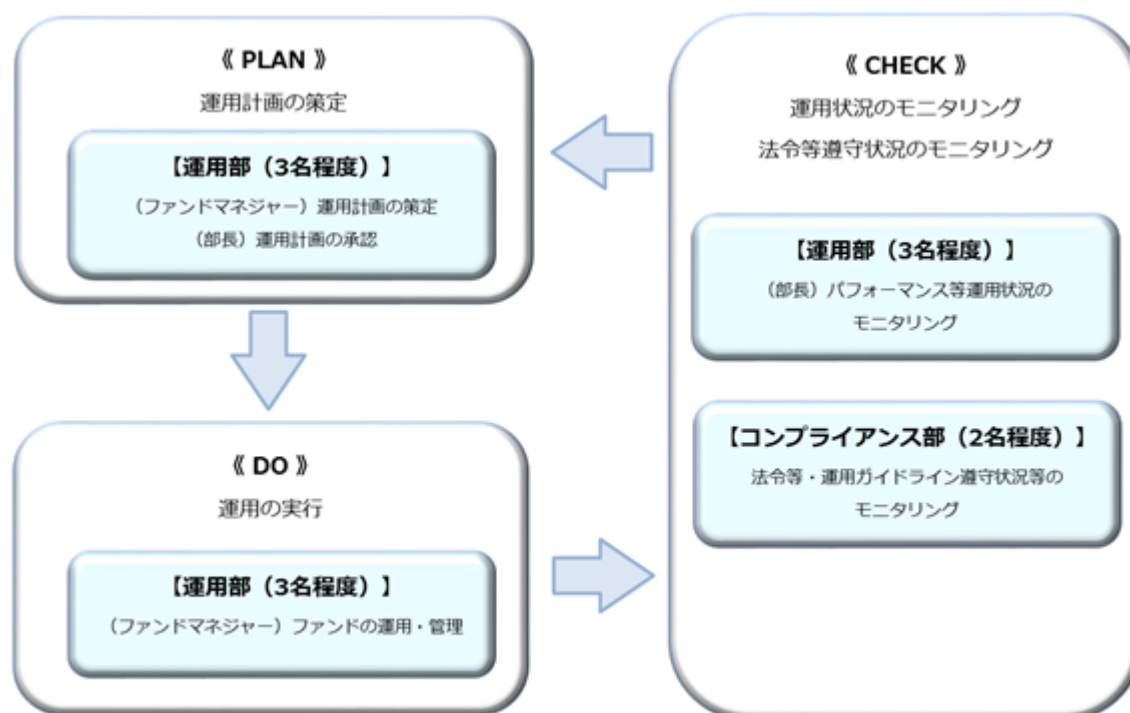 《 PLAN 》
運用計画の策定
【運用部（3名程度）】
（ファンドマネジャー）運用計画の策定
（部長）運用計画の承認
《 DO 》
運用の実行
【運用部（3名程度）】
（ファンドマネジャー）ファンドの運用・管理
《 CHECK 》
運用状況のモニタリング
法令等遵守状況のモニタリング
【運用部（3名程度）】
（部長）パフォーマンス等運用状況の
モニタリング
【コンプライアンス部（2名程度）】
法令等・運用ガイドライン遵守状況等の
モニタリング